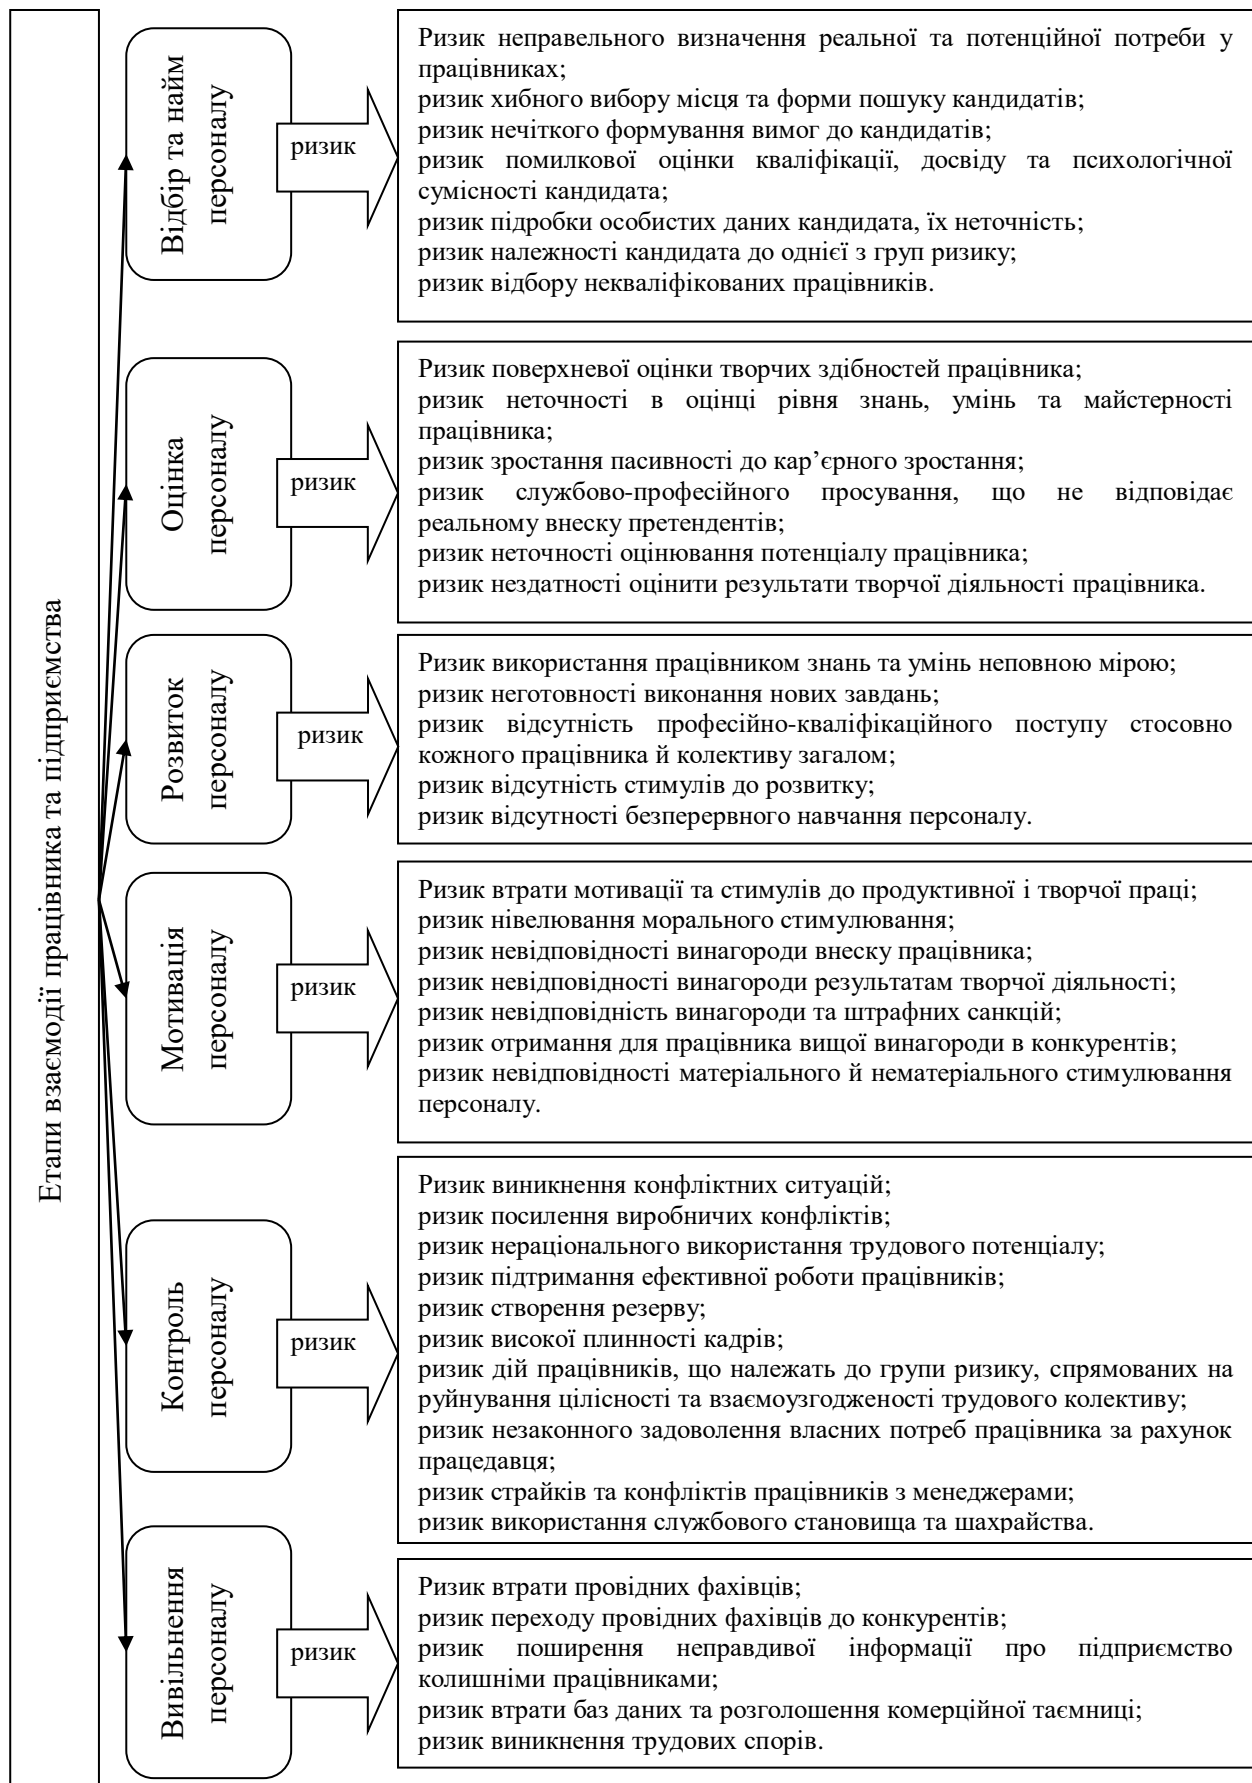 Етапи взаємодії працівника та підприємства
Відбір та найм
персоналу
ризик
Ризик неправельного визначення реальної та потенційної потреби у
працівниках;
ризик хибного вибору місця та форми пошуку кандидатів;
ризик нечіткого формування вимог до кандидатів;
ризик помилкової оцінки кваліфікації, досвіду та психологічної
сумісності кандидата;
ризик підробки особистих даних кандидата, їх неточність;
ризик належності кандидата до однієї з груп ризику;
ризик відбору некваліфікованих працівників.
Оцінка
персоналу
ризик
Ризик поверхневої оцінки творчих здібностей працівника;
ризик неточності в оцінці рівня знань, умінь та майстерності
працівника;
ризик зростання пасивності до кар’єрного зростання;
ризик службово-професійного просування, що не відповідає
реальному внеску претендентів;
ризик неточності оцінювання потенціалу працівника;
ризик нездатності оцінити результати творчої діяльності працівника.
Розвиток
персоналу
ризик
Ризик використання працівником знань та умінь неповною мірою;
ризик неготовності виконання нових завдань;
ризик відсутність професійно-кваліфікаційного поступу стосовно
кожного працівника й колективу загалом;
ризик відсутність стимулів до розвитку;
ризик відсутності безперервного навчання персоналу.
Мотивація
персоналу
ризик
Ризик втрати мотивації та стимулів до продуктивної і творчої праці;
ризик нівелювання морального стимулювання;
ризик невідповідності винагороди внеску працівника;
ризик невідповідності винагороди результатам творчої діяльності;
ризик невідповідність винагороди та штрафних санкцій;
ризик отримання для працівника вищої винагороди в конкурентів;
ризик невідповідності матеріального й нематеріального стимулювання
персоналу.
Контроль
персоналу
ризик
Ризик виникнення конфліктних ситуацій;
ризик посилення виробничих конфліктів;
ризик нераціонального використання трудового потенціалу;
ризик підтримання ефективної роботи працівників;
ризик створення резерву;
ризик високої плинності кадрів;
ризик дій працівників, що належать до групи ризику, спрямованих на
руйнування цілісності та взаємоузгодженості трудового колективу;
ризик незаконного задоволення власних потреб працівника за рахунок
працедавця;
ризик страйків та конфліктів працівників з менеджерами;
ризик використання службового становища та шахрайства.
Вивільнення
персоналу
ризик
Ризик втрати провідних фахівців;
ризик переходу провідних фахівців до конкурентів;
ризик поширення неправдивої інформації про підприємство
колишніми працівниками;
ризик втрати баз даних та розголошення комерційної таємниці;
ризик виникнення трудових спорів.